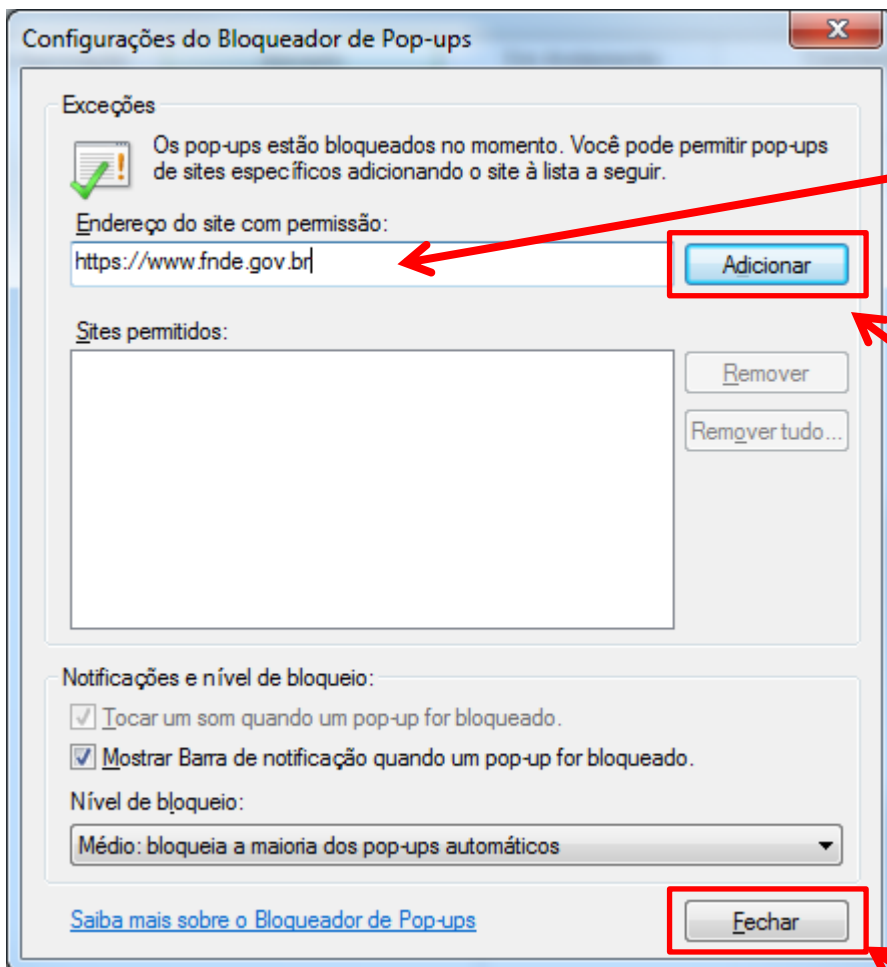 Configurações do Bloqueador de Pop-ups
Exceções
Os pop-ups estão bloqueados no momento. Você pode permitir pop-ups
de sites específicos adicionando o site à lista a seguir.
Endereço do site com permissão:
https://www.fnde.gov.br
Adicionar
Sites permitidos:
Remover
Remover tudo...
Notificações e nível de bloqueio:
Tocar um som quando um pop-up for bloqueado.
Mostrar Barra de notificação quando um pop-up for bloqueado.
Nível de bloqueio:
Médio: bloqueia a maioria dos pop-ups automáticos
Saiba mais sobre o Bloqueador de Pop-ups
Fechar